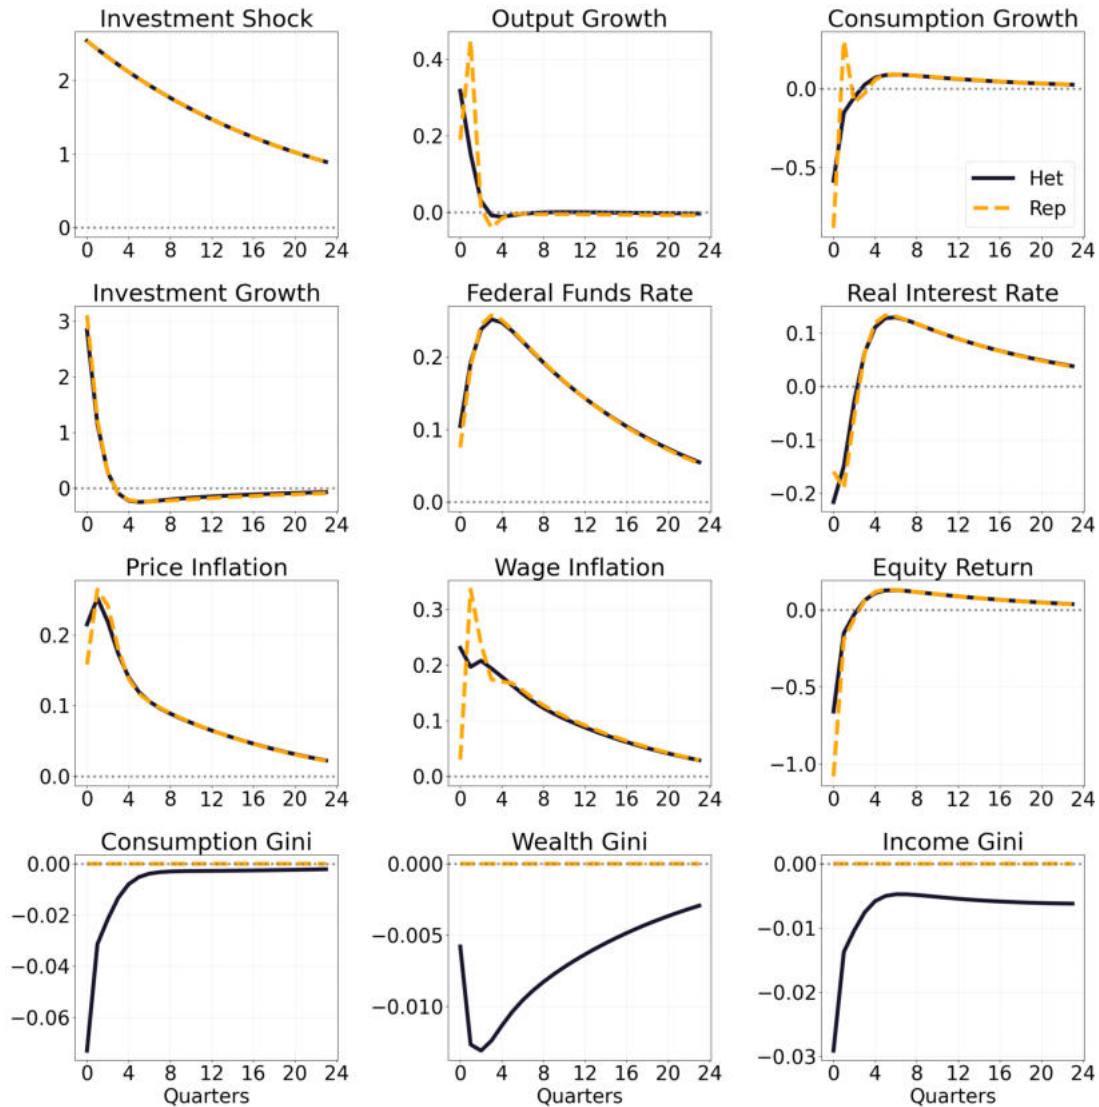 Investment Shock
2
1
0
0 4 8 12 16 20 24
Output Growth
0.4
0.2
0.0
0 4 8 12 16 20 24
Consumption Growth
0.0
−0.5
Het
Rep
0 4 8 12 16 20 24
Investment Growth
3
2
1
0
0 4 8 12 16 20 24
Federal Funds Rate
0.2
0.1
0.0
0 4 8 12 16 20 24
Real Interest Rate
0.1
0.0
−0.1
−0.2
0 4 8 12 16 20 24
Price Inflation
0.2
0.1
0.0
0 4 8 12 16 20 24
Wage Inflation
0.3
0.2
0.1
0.0
0 4 8 12 16 20 24
Equity Return
0.0
−0.5
−1.0
0 4 8 12 16 20 24
Consumption Gini
0.00
−0.02
−0.04
−0.06
0 4 8 12 16 20 24
Quarters
Wealth Gini
0.000
−0.005
−0.010
0 4 8 12 16 20 24
Quarters
Income Gini
0.00
−0.01
−0.02
−0.03
0 4 8 12 16 20 24
Quarters